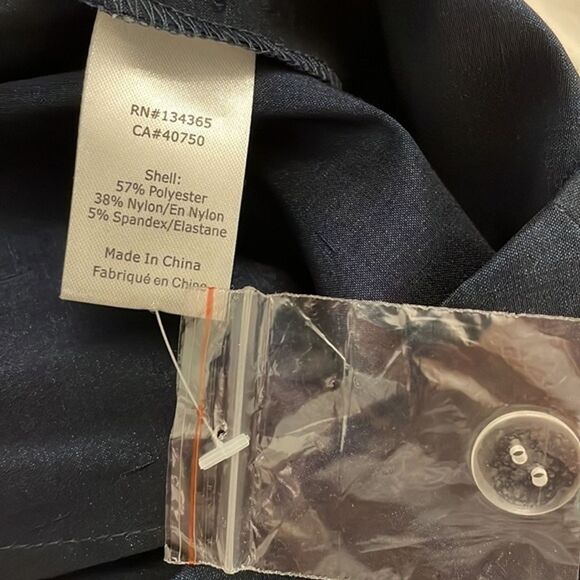 RN#134365
CA#40750
Shell:
57% Polyester
38% Nylon/En Nylon
5% Spandex/Elastane
Made In China
Fabriqué en Chine